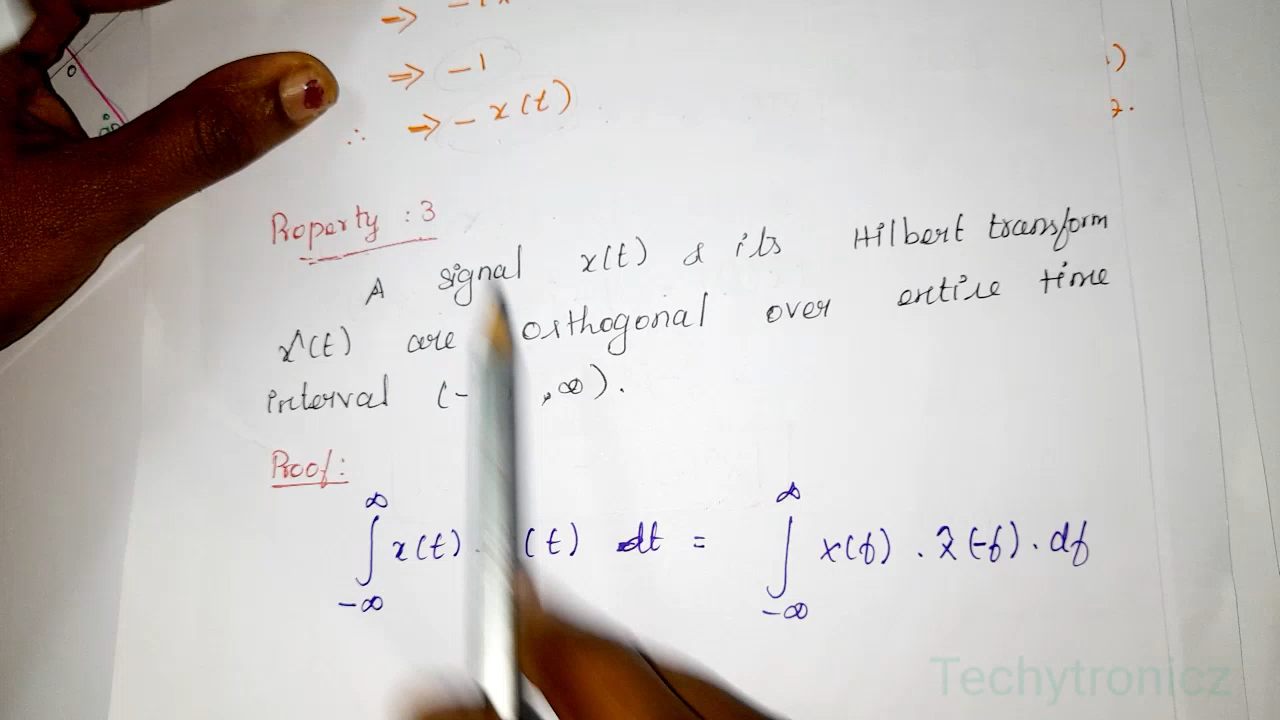 ⇒ -1
∴ ⇒ - x(t)
Property : 3
A signal x(t) & its Hilbert transform
x^(t) are orthogonal over entire time
interval (- , ∞).
Proof:
∫_{-∞}^{∞} x(t) . (t) dt = ∫_{-∞}^{∞} x(f) . x̂(-f) . df
Techytronicz